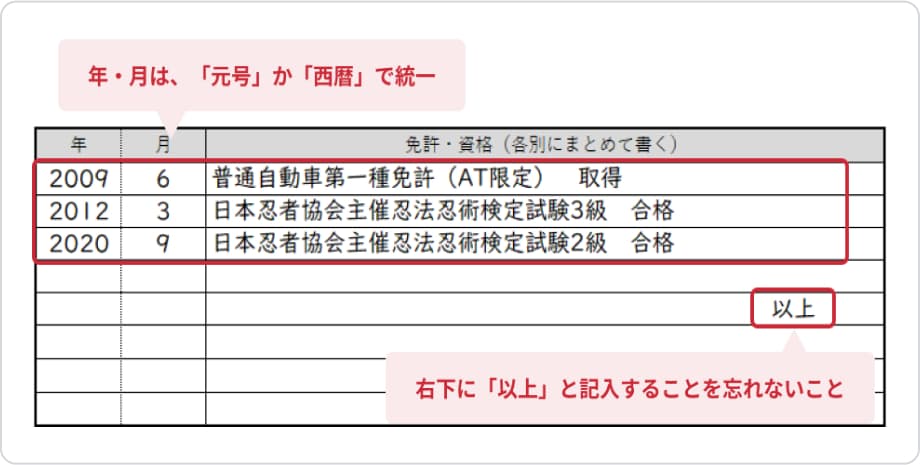 年・月は、「元号」か「西暦」で統一
年 月 免許・資格（各別にまとめて書く）
2009 6 普通自動車第一種免許（AT限定） 取得
2012 3 日本忍者協会主催忍法忍術検定試験3級 合格
2020 9 日本忍者協会主催忍法忍術検定試験2級 合格
以上
右下に「以上」と記入することを忘れないこと